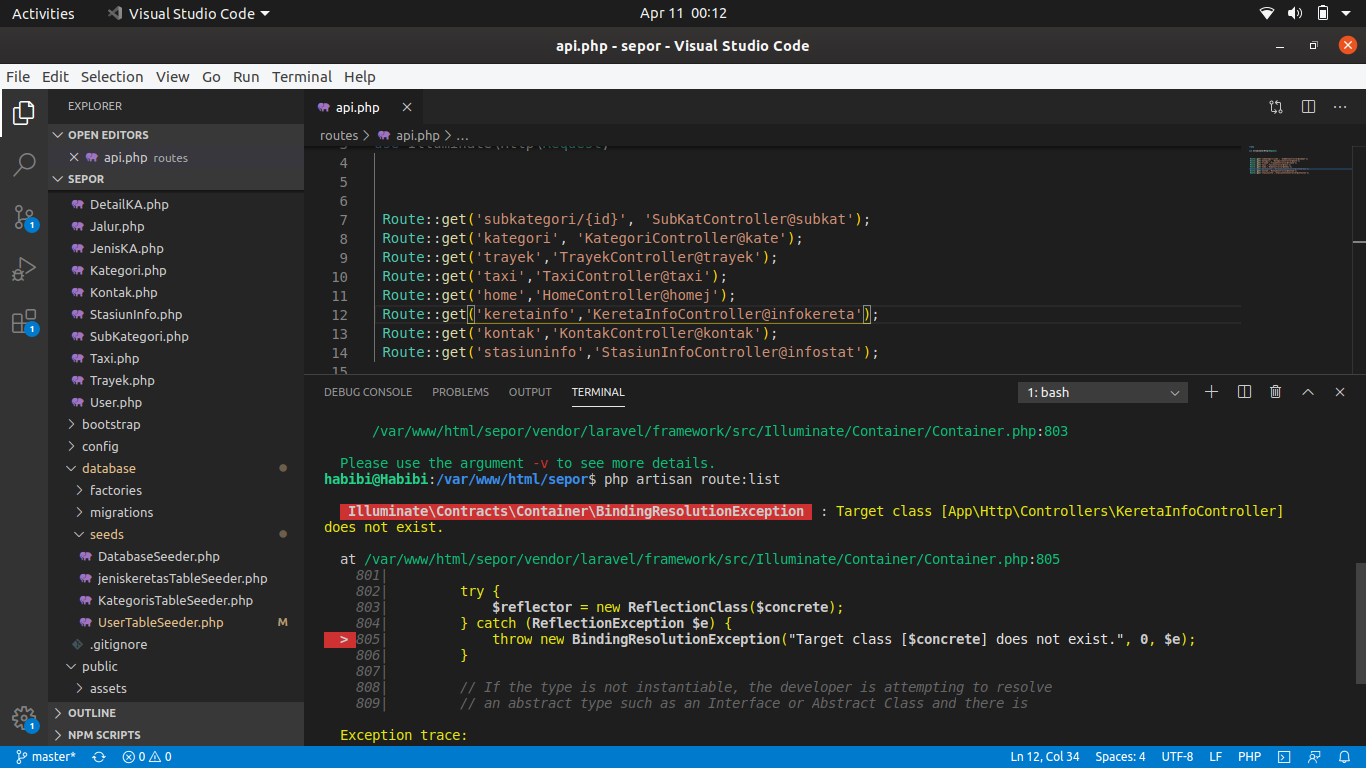 Activities
Visual Studio Code
Apr 11 00:12
api.php - sepor - Visual Studio Code
File Edit Selection View Go Run Terminal Help
EXPLORER
OPEN EDITORS
api.php routes
SEPOR
DetailKA.php
Jalur.php
JenisKA.php
Kategori.php
Kontak.php
StasiunInfo.php
SubKategori.php
Taxi.php
Trayek.php
User.php
bootstrap
config
database
factories
migrations
seeds
DatabaseSeeder.php
jeniskeretasTableSeeder.php
KategorisTableSeeder.php
UserTableSeeder.php M
.gitignore
public
assets
OUTLINE
NPM SCRIPTS
1
1
1
api.php
routes > api.php > ...
3 use Illuminate\Http\Request;
4
5
6
7 Route::get('subkategori/{id}', 'SubKatController@subkat');
8 Route::get('kategori', 'KategoriController@kate');
9 Route::get('trayek','TrayekController@trayek');
10 Route::get('taxi','TaxiController@taxi');
11 Route::get('home','HomeController@homej');
12 Route::get('keretainfo','KeretaInfoController@infokereta');
13 Route::get('kontak','KontakController@kontak');
14 Route::get('stasiuninfo','StasiunInfoController@infostat');
15
DEBUG CONSOLE PROBLEMS OUTPUT TERMINAL
1: bash
/var/www/html/sepor/vendor/laravel/framework/src/Illuminate/Container/Container.php:803
Please use the argument -v to see more details.
habibi@Habibi:/var/www/html/sepor$ php artisan route:list
Illuminate\Contracts\Container\BindingResolutionException : Target class [App\Http\Controllers\KeretaInfoController]
does not exist.
at /var/www/html/sepor/vendor/laravel/framework/src/Illuminate/Container/Container.php:805
801|
802| try {
803| $reflector = new ReflectionClass($concrete);
804| } catch (ReflectionException $e) {
> 805| throw new BindingResolutionException("Target class [$concrete] does not exist.", 0, $e);
806| }
807|
808| // If the type is not instantiable, the developer is attempting to resolve
809| // an abstract type such as an Interface or Abstract Class and there is
Exception trace:
master* 0 0
Ln 12, Col 34 Spaces: 4 UTF-8 LF PHP